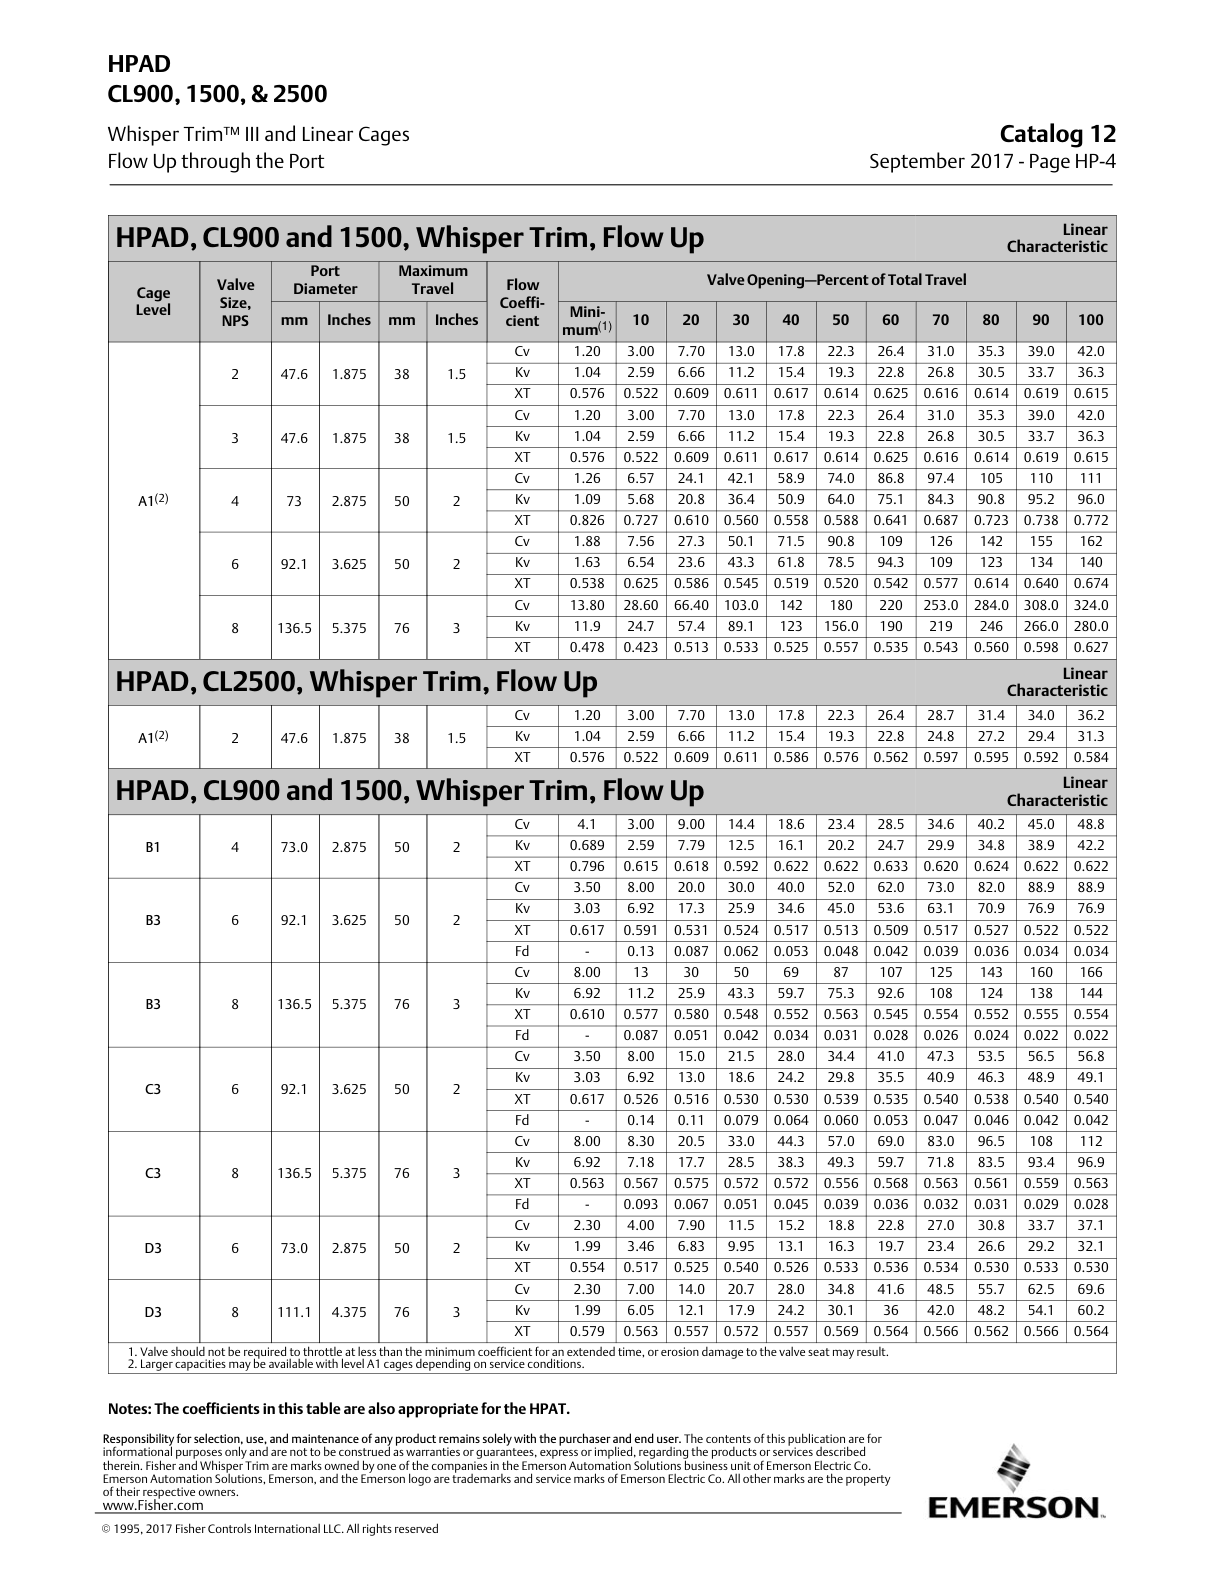 HPAD
CL900, 1500, & 2500
Whisper Trim™ III and Linear Cages
Flow Up through the Port
Catalog 12
September 2017 - Page HP-4
HPAD, CL900 and 1500, Whisper Trim, Flow Up Linear Characteristic
Cage Level Valve Size, NPS Port Diameter Maximum Travel Flow Coeffi-cient Valve Opening—Percent of Total Travel
mm Inches mm Inches Mini-mum(1) 10 20 30 40 50 60 70 80 90 100
A1(2) 2 47.6 1.875 38 1.5 Cv 1.20 3.00 7.70 13.0 17.8 22.3 26.4 31.0 35.3 39.0 42.0
Kv 1.04 2.59 6.66 11.2 15.4 19.3 22.8 26.8 30.5 33.7 36.3
XT 0.576 0.522 0.609 0.611 0.617 0.614 0.625 0.616 0.614 0.619 0.615
3 47.6 1.875 38 1.5 Cv 1.20 3.00 7.70 13.0 17.8 22.3 26.4 31.0 35.3 39.0 42.0
Kv 1.04 2.59 6.66 11.2 15.4 19.3 22.8 26.8 30.5 33.7 36.3
XT 0.576 0.522 0.609 0.611 0.617 0.614 0.625 0.616 0.614 0.619 0.615
4 73 2.875 50 2 Cv 1.26 6.57 24.1 42.1 58.9 74.0 86.8 97.4 105 110 111
Kv 1.09 5.68 20.8 36.4 50.9 64.0 75.1 84.3 90.8 95.2 96.0
XT 0.826 0.727 0.610 0.560 0.558 0.588 0.641 0.687 0.723 0.738 0.772
6 92.1 3.625 50 2 Cv 1.88 7.56 27.3 50.1 71.5 90.8 109 126 142 155 162
Kv 1.63 6.54 23.6 43.3 61.8 78.5 94.3 109 123 134 140
XT 0.538 0.625 0.586 0.545 0.519 0.520 0.542 0.577 0.614 0.640 0.674
8 136.5 5.375 76 3 Cv 13.80 28.60 66.40 103.0 142 180 220 253.0 284.0 308.0 324.0
Kv 11.9 24.7 57.4 89.1 123 156.0 190 219 246 266.0 280.0
XT 0.478 0.423 0.513 0.533 0.525 0.557 0.535 0.543 0.560 0.598 0.627
HPAD, CL2500, Whisper Trim, Flow Up Linear Characteristic
A1(2) 2 47.6 1.875 38 1.5 Cv 1.20 3.00 7.70 13.0 17.8 22.3 26.4 28.7 31.4 34.0 36.2
Kv 1.04 2.59 6.66 11.2 15.4 19.3 22.8 24.8 27.2 29.4 31.3
XT 0.576 0.522 0.609 0.611 0.586 0.576 0.562 0.597 0.595 0.592 0.584
HPAD, CL900 and 1500, Whisper Trim, Flow Up Linear Characteristic
B1 4 73.0 2.875 50 2 Cv 4.1 3.00 9.00 14.4 18.6 23.4 28.5 34.6 40.2 45.0 48.8
Kv 0.689 2.59 7.79 12.5 16.1 20.2 24.7 29.9 34.8 38.9 42.2
XT 0.796 0.615 0.618 0.592 0.622 0.622 0.633 0.620 0.624 0.622 0.622
B3 6 92.1 3.625 50 2 Cv 3.50 8.00 20.0 30.0 40.0 52.0 62.0 73.0 82.0 88.9 88.9
Kv 3.03 6.92 17.3 25.9 34.6 45.0 53.6 63.1 70.9 76.9 76.9
XT 0.617 0.591 0.531 0.524 0.517 0.513 0.509 0.517 0.527 0.522 0.522
Fd - 0.13 0.087 0.062 0.053 0.048 0.042 0.039 0.036 0.034 0.034
B3 8 136.5 5.375 76 3 Cv 8.00 13 30 50 69 87 107 125 143 160 166
Kv 6.92 11.2 25.9 43.3 59.7 75.3 92.6 108 124 138 144
XT 0.610 0.577 0.580 0.548 0.552 0.563 0.545 0.554 0.552 0.555 0.554
Fd - 0.087 0.051 0.042 0.034 0.031 0.028 0.026 0.024 0.022 0.022
C3 6 92.1 3.625 50 2 Cv 3.50 8.00 15.0 21.5 28.0 34.4 41.0 47.3 53.5 56.5 56.8
Kv 3.03 6.92 13.0 18.6 24.2 29.8 35.5 40.9 46.3 48.9 49.1
XT 0.617 0.526 0.516 0.530 0.530 0.539 0.535 0.540 0.538 0.540 0.540
Fd - 0.14 0.11 0.079 0.064 0.060 0.053 0.047 0.046 0.042 0.042
C3 8 136.5 5.375 76 3 Cv 8.00 8.30 20.5 33.0 44.3 57.0 69.0 83.0 96.5 108 112
Kv 6.92 7.18 17.7 28.5 38.3 49.3 59.7 71.8 83.5 93.4 96.9
XT 0.563 0.567 0.575 0.572 0.572 0.556 0.568 0.563 0.561 0.559 0.563
Fd - 0.093 0.067 0.051 0.045 0.039 0.036 0.032 0.031 0.029 0.028
D3 6 73.0 2.875 50 2 Cv 2.30 4.00 7.90 11.5 15.2 18.8 22.8 27.0 30.8 33.7 37.1
Kv 1.99 3.46 6.83 9.95 13.1 16.3 19.7 23.4 26.6 29.2 32.1
XT 0.554 0.517 0.525 0.540 0.526 0.533 0.536 0.534 0.530 0.533 0.530
D3 8 111.1 4.375 76 3 Cv 2.30 7.00 14.0 20.7 28.0 34.8 41.6 48.5 55.7 62.5 69.6
Kv 1.99 6.05 12.1 17.9 24.2 30.1 36 42.0 48.2 54.1 60.2
XT 0.579 0.563 0.557 0.572 0.557 0.569 0.564 0.566 0.562 0.566 0.564
1. Valve should not be required to throttle at less than the minimum coefficient for an extended time, or erosion damage to the valve seat may result.
2. Larger capacities may be available with level A1 cages depending on service conditions.
Notes: The coefficients in this table are also appropriate for the HPAT.
Responsibility for selection, use, and maintenance of any product remains solely with the purchaser and end user. The contents of this publication are for
informational purposes only and are not to be construed as warranties or guarantees, express or implied, regarding the products or services described
therein. Fisher and Whisper Trim are marks owned by one of the companies in the Emerson Automation Solutions business unit of Emerson Electric Co.
Emerson Automation Solutions, Emerson, and the Emerson logo are trademarks and service marks of Emerson Electric Co. All other marks are the property
of their respective owners.
www.Fisher.com
EMERSON™
© 1995, 2017 Fisher Controls International LLC. All rights reserved